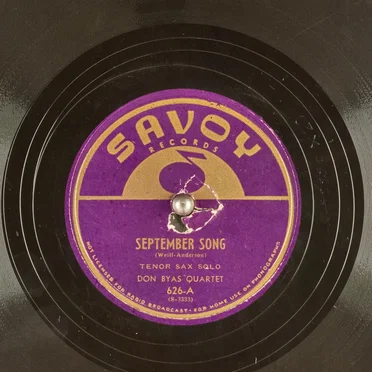 SAVOY
RECORDS
SEPTEMBER SONG
(Weill-Anderson)
TENOR SAX SOLO
DON BYAS QUARTET
626-A
(R-3333)
NOT LICENSED FOR RADIO BROADCAST - FOR HOME USE ON PHONOGRAPHS